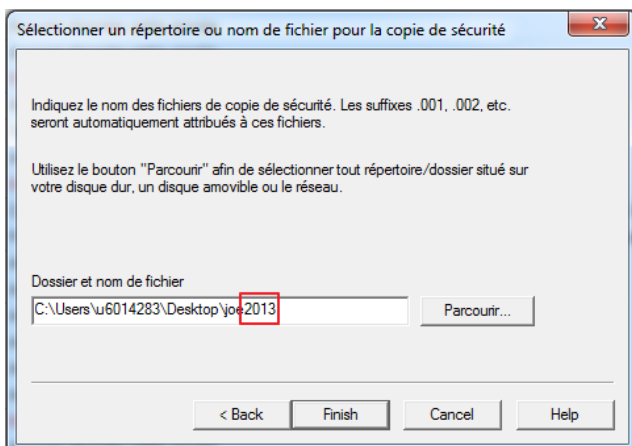 Sélectionner un répertoire ou nom de fichier pour la copie de sécurité
Indiquez le nom des fichiers de copie de sécurité. Les suffixes .001, .002, etc.
seront automatiquement attribués à ces fichiers.
Utilisez le bouton "Parcourir" afin de sélectionner tout répertoire/dossier situé sur
votre disque dur, un disque amovible ou le réseau.
Dossier et nom de fichier
C:\Users\u6014283\Desktop\joe2013
Parcourir...
< Back
Finish
Cancel
Help